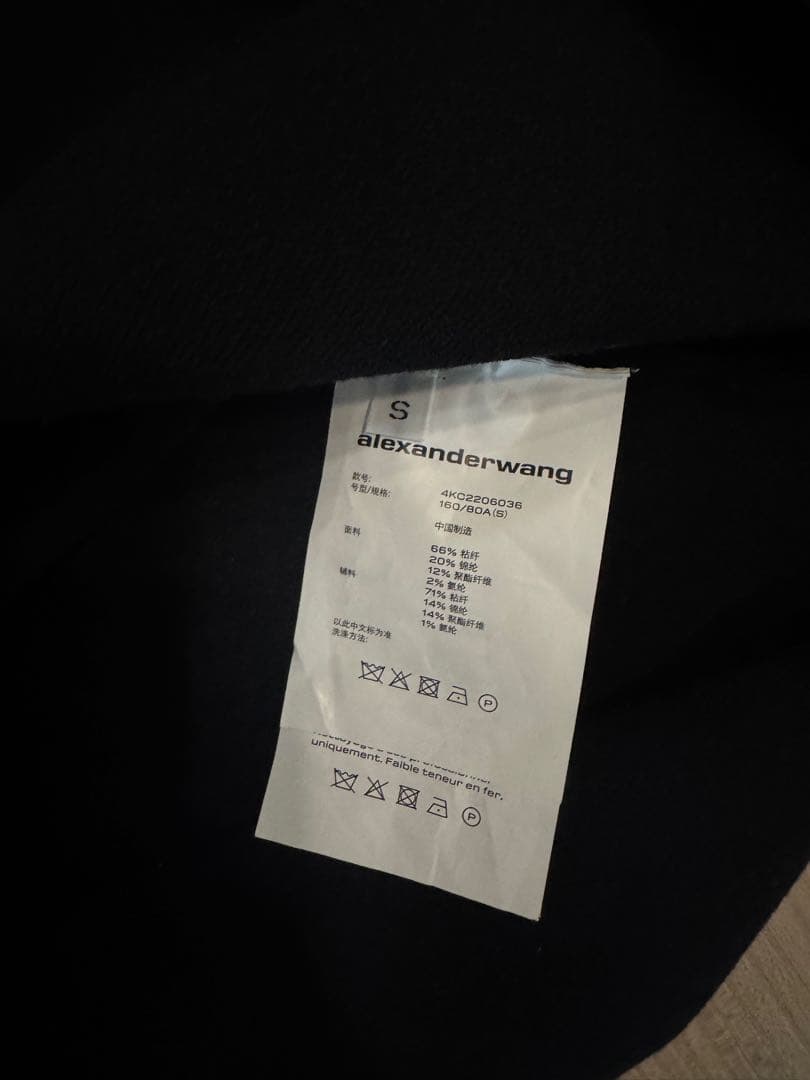 S
alexanderwang
款号: 4KC2206036
号型/规格: 160/80A(S)
中国制造
面料 66% 粘纤
20% 锦纶
12% 聚酯纤维
2% 氨纶
辅料 71% 粘纤
14% 锦纶
14% 聚酯纤维
1% 氨纶
以此中文标为准
洗涤方法:
P
uniquement. Faible teneur en fer.
P